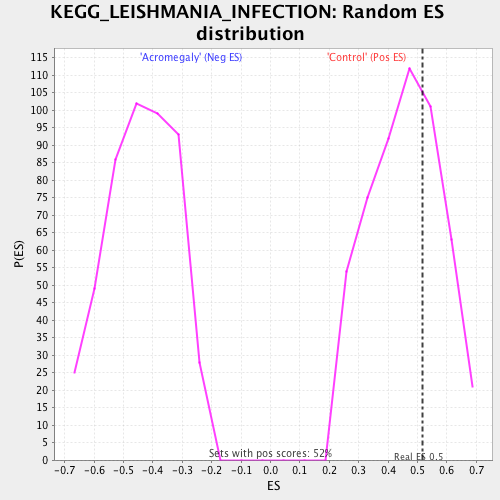 KEGG_LEISHMANIA_INFECTION: Random ES
distribution
'Acromegaly' (Neg ES)
'Control' (Pos ES)
115
110
105
100
95
90
85
80
75
70
65
60
55
50
45
40
35
30
25
20
15
10
5
0
P(ES)
Sets with pos scores: 52%
Real ES 0.5
-0.7 -0.6 -0.5 -0.4 -0.3 -0.2 -0.1 0.0 0.1 0.2 0.3 0.4 0.5 0.6 0.7
ES